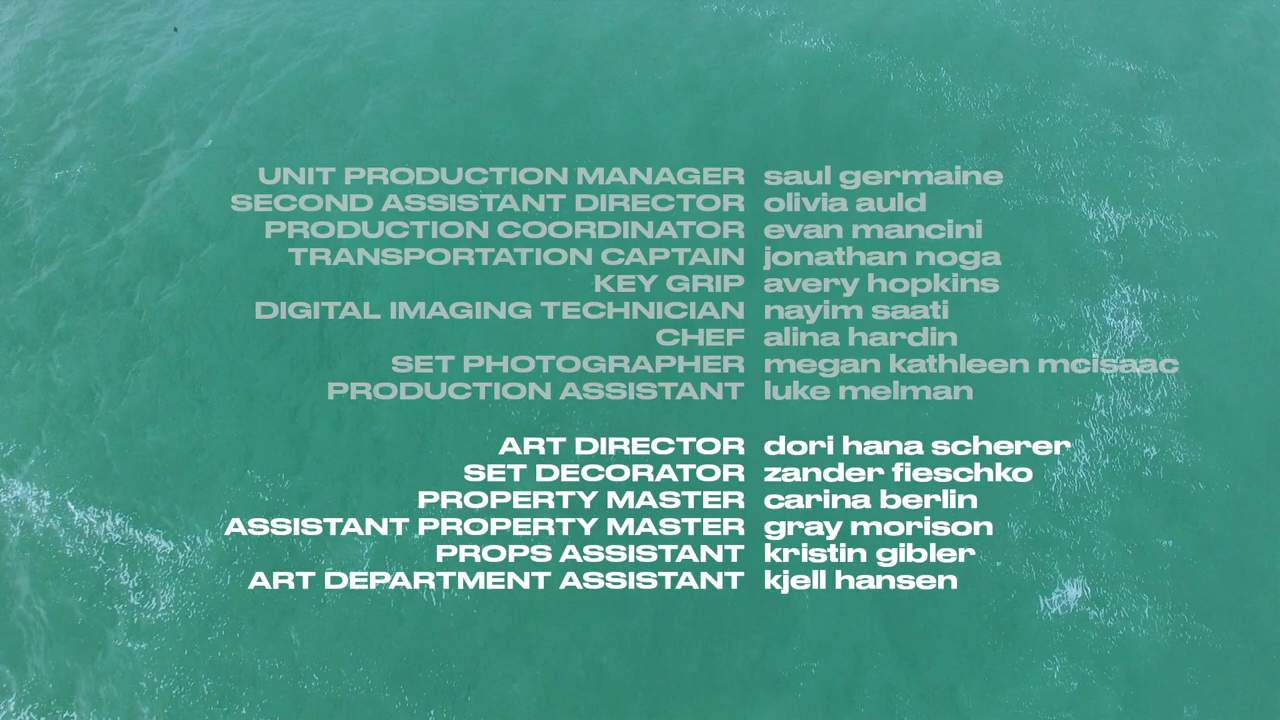 UNIT PRODUCTION MANAGER saul germaine
SECOND ASSISTANT DIRECTOR olivia auld
PRODUCTION COORDINATOR evan mancini
TRANSPORTATION CAPTAIN jonathan noga
KEY GRIP avery hopkins
DIGITAL IMAGING TECHNICIAN nayim saati
CHEF alina hardin
SET PHOTOGRAPHER megan kathleen mcisaac
PRODUCTION ASSISTANT luke melman
ART DIRECTOR dori hana scherer
SET DECORATOR zander fieschko
PROPERTY MASTER carina berlin
ASSISTANT PROPERTY MASTER gray morison
PROPS ASSISTANT kristin gibler
ART DEPARTMENT ASSISTANT kjell hansen